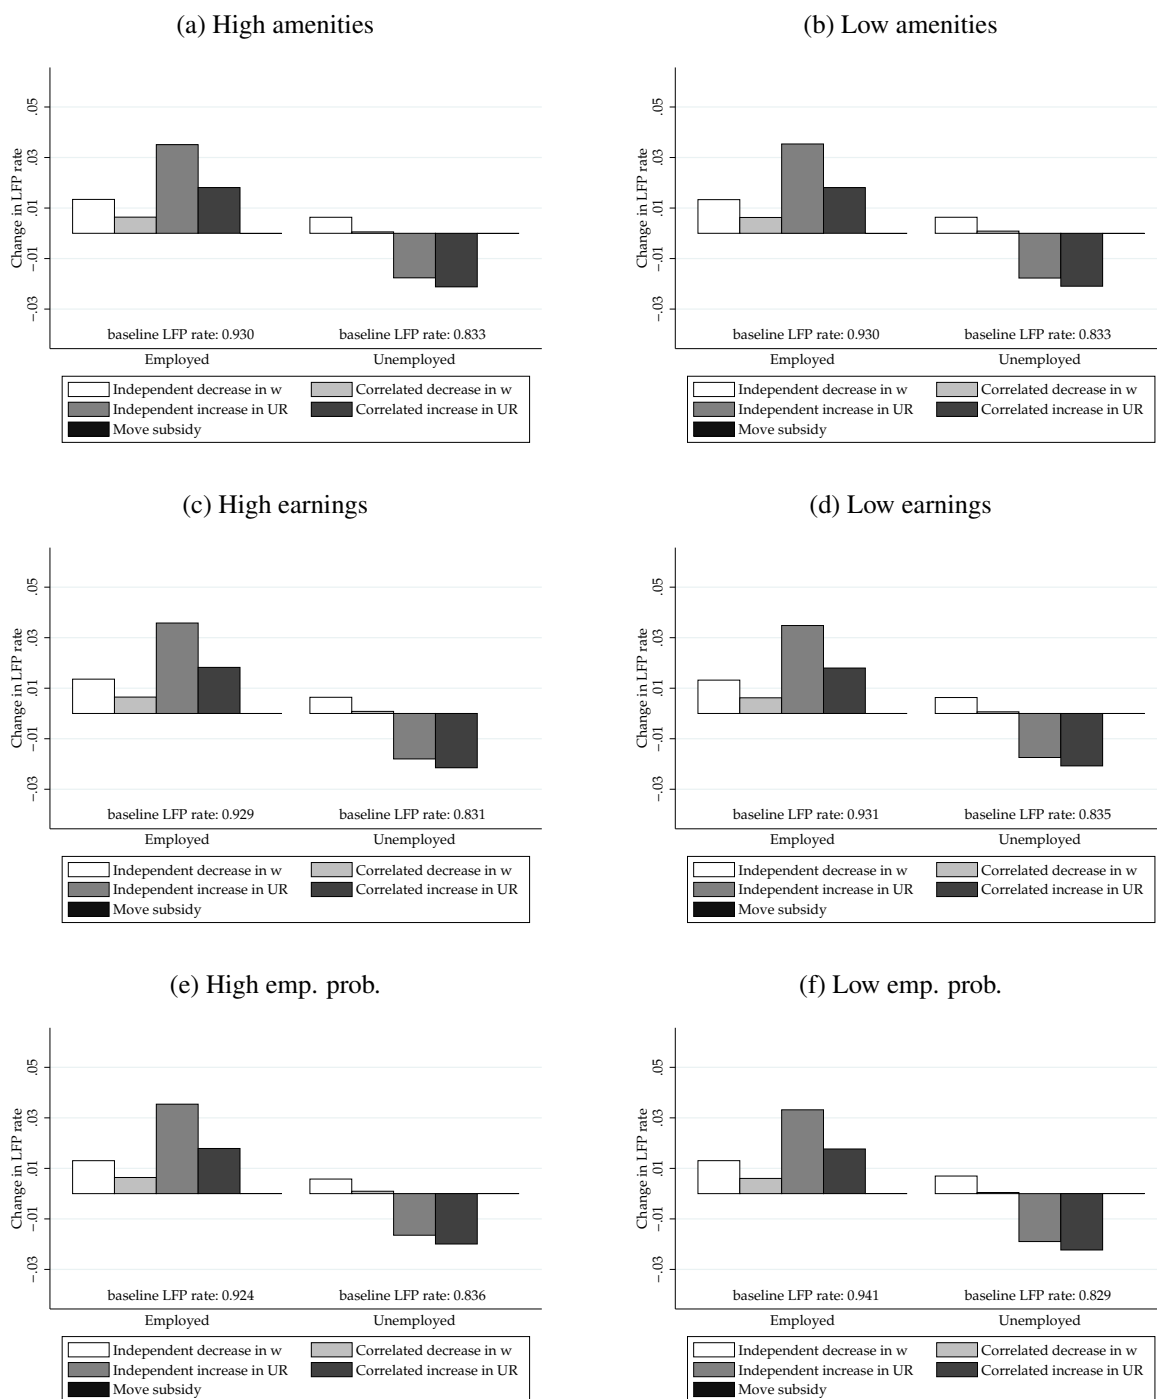 (a) High amenities
Change in LFP rate
.05
.03
.01
-.01
-.03
baseline LFP rate: 0.930
baseline LFP rate: 0.833
Employed
Unemployed
Independent decrease in w
Correlated decrease in w
Independent increase in UR
Correlated increase in UR
Move subsidy
(b) Low amenities
Change in LFP rate
.05
.03
.01
-.01
-.03
baseline LFP rate: 0.930
baseline LFP rate: 0.833
Employed
Unemployed
Independent decrease in w
Correlated decrease in w
Independent increase in UR
Correlated increase in UR
Move subsidy
(c) High earnings
Change in LFP rate
.05
.03
.01
-.01
-.03
baseline LFP rate: 0.929
baseline LFP rate: 0.831
Employed
Unemployed
Independent decrease in w
Correlated decrease in w
Independent increase in UR
Correlated increase in UR
Move subsidy
(d) Low earnings
Change in LFP rate
.05
.03
.01
-.01
-.03
baseline LFP rate: 0.931
baseline LFP rate: 0.835
Employed
Unemployed
Independent decrease in w
Correlated decrease in w
Independent increase in UR
Correlated increase in UR
Move subsidy
(e) High emp. prob.
Change in LFP rate
.05
.03
.01
-.01
-.03
baseline LFP rate: 0.924
baseline LFP rate: 0.836
Employed
Unemployed
Independent decrease in w
Correlated decrease in w
Independent increase in UR
Correlated increase in UR
Move subsidy
(f) Low emp. prob.
Change in LFP rate
.05
.03
.01
-.01
-.03
baseline LFP rate: 0.941
baseline LFP rate: 0.829
Employed
Unemployed
Independent decrease in w
Correlated decrease in w
Independent increase in UR
Correlated increase in UR
Move subsidy